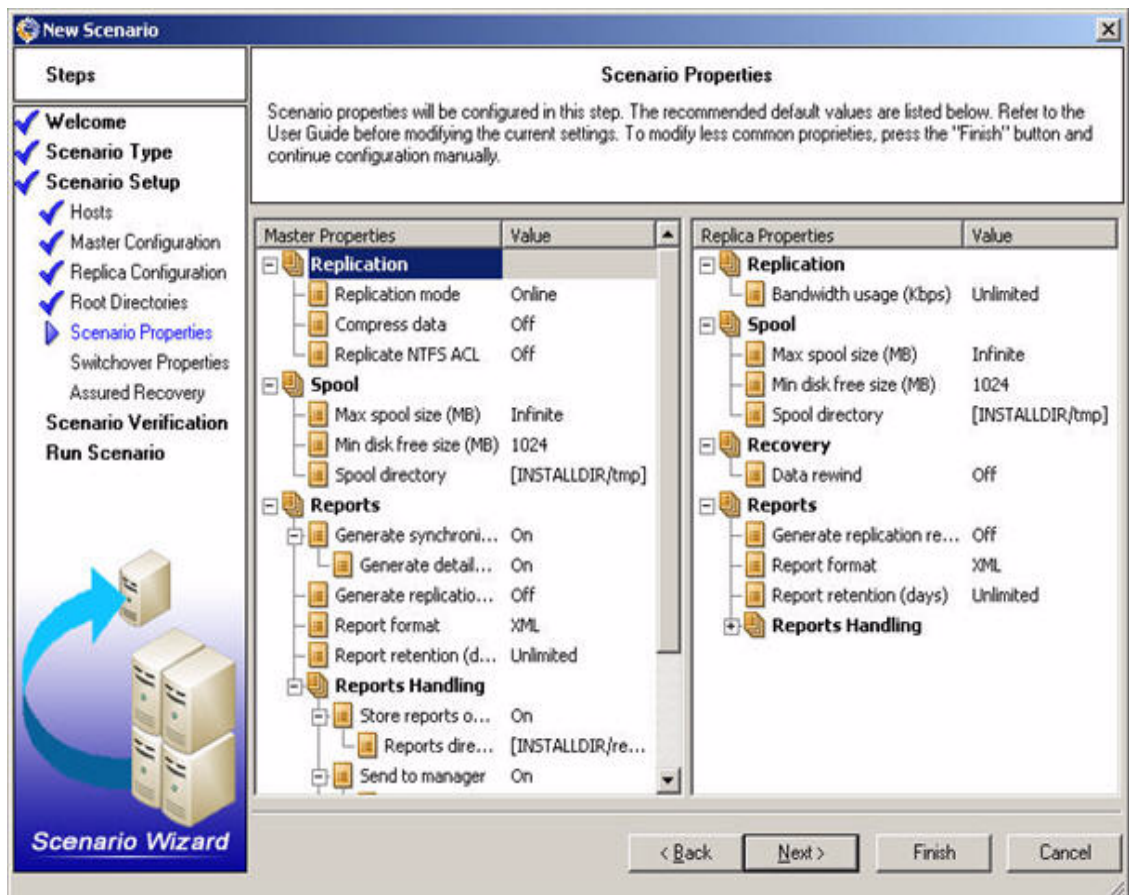 New Scenario
Steps
Welcome
Scenario Type
Scenario Setup
Hosts
Master Configuration
Replica Configuration
Root Directories
Scenario Properties
Switchover Properties
Assured Recovery
Scenario Verification
Run Scenario
Scenario Wizard
Scenario Properties
Scenario properties will be configured in this step. The recommended default values are listed below. Refer to the
User Guide before modifying the current settings. To modify less common proprieties, press the "Finish" button and
continue configuration manually.
Master Properties Value
Replication
Replication mode Online
Compress data Off
Replicate NTFS ACL Off
Spool
Max spool size (MB) Infinite
Min disk free size (MB) 1024
Spool directory [INSTALLDIR/tmp]
Reports
Generate synchroni... On
Generate detail... On
Generate replicatio... Off
Report format XML
Report retention (d... Unlimited
Reports Handling
Store reports o... On
Reports dire... [INSTALLDIR/re...
Send to manager On
Replica Properties Value
Replication
Bandwidth usage (Kbps) Unlimited
Spool
Max spool size (MB) Infinite
Min disk free size (MB) 1024
Spool directory [INSTALLDIR/tmp]
Recovery
Data rewind Off
Reports
Generate replication re... Off
Report format XML
Report retention (days) Unlimited
Reports Handling
< Back Next > Finish Cancel